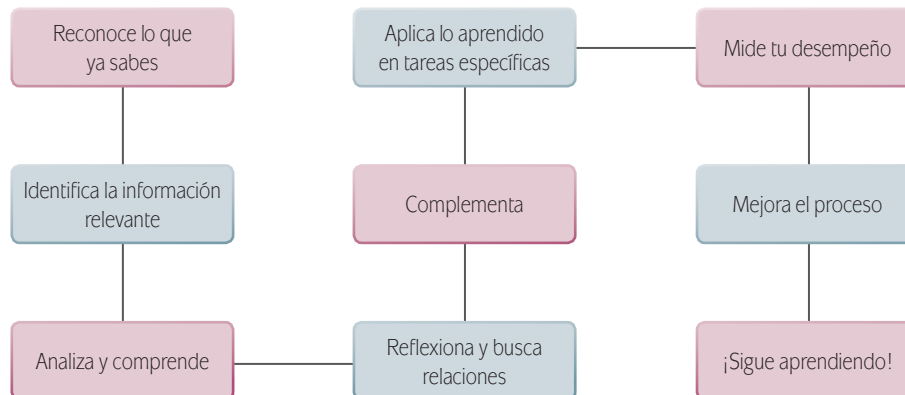 Reconoce lo que
ya sabes
Identifica la información
relevante
Analiza y comprende
Reflexiona y busca
relaciones
Complementa
Aplica lo aprendido
en tareas específicas
Mide tu desempeño
Mejora el proceso
¡Sigue aprendiendo!